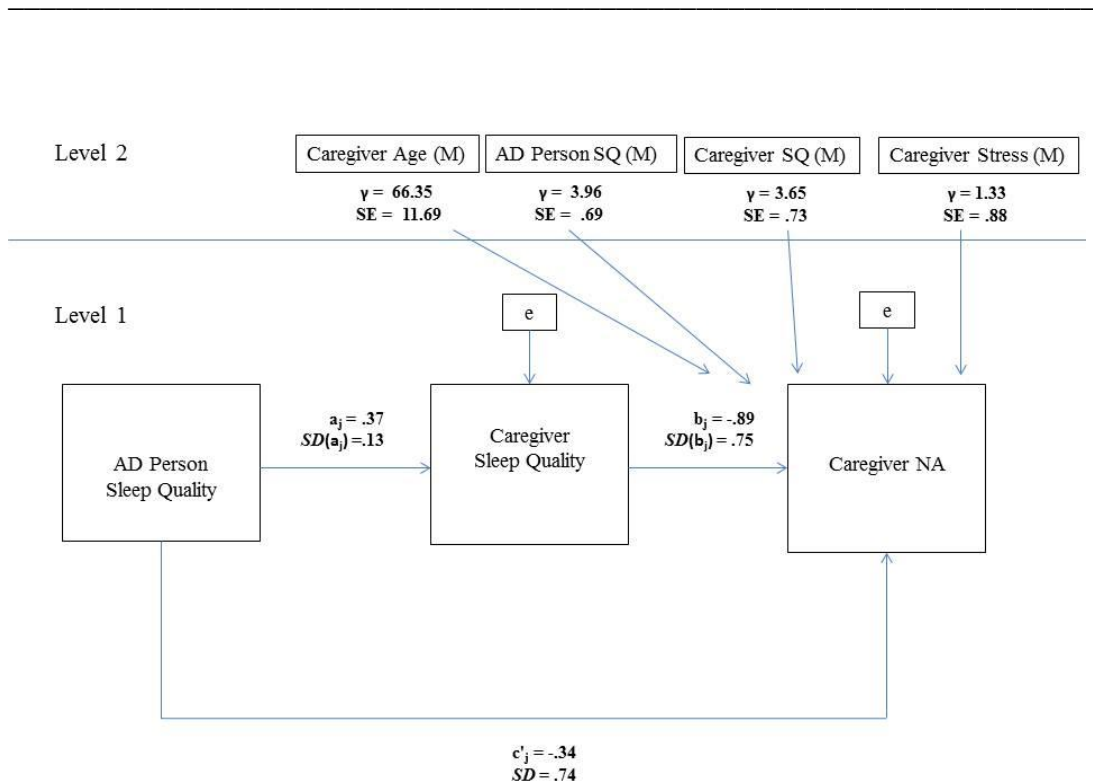 Level 2
Caregiver Age (M)
AD Person SQ (M)
Caregiver SQ (M)
Caregiver Stress (M)
γ = 66.35
SE = 11.69
γ = 3.96
SE = .69
γ = 3.65
SE = .73
γ = 1.33
SE = .88
Level 1
e
e
AD Person
Sleep Quality
aj = .37
SD(aj) =.13
Caregiver
Sleep Quality
bj = -.89
SD(bj) = .75
Caregiver NA
c'j = -.34
SD = .74